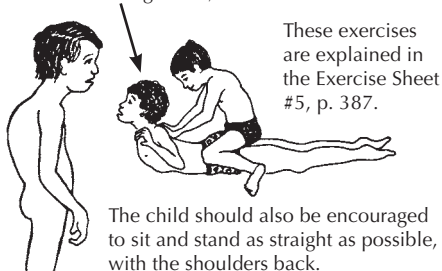 These exercises
are explained in
the Exercise Sheet
#5, p. 387.
The child should also be encouraged
to sit and stand as straight as possible,
with the shoulders back.